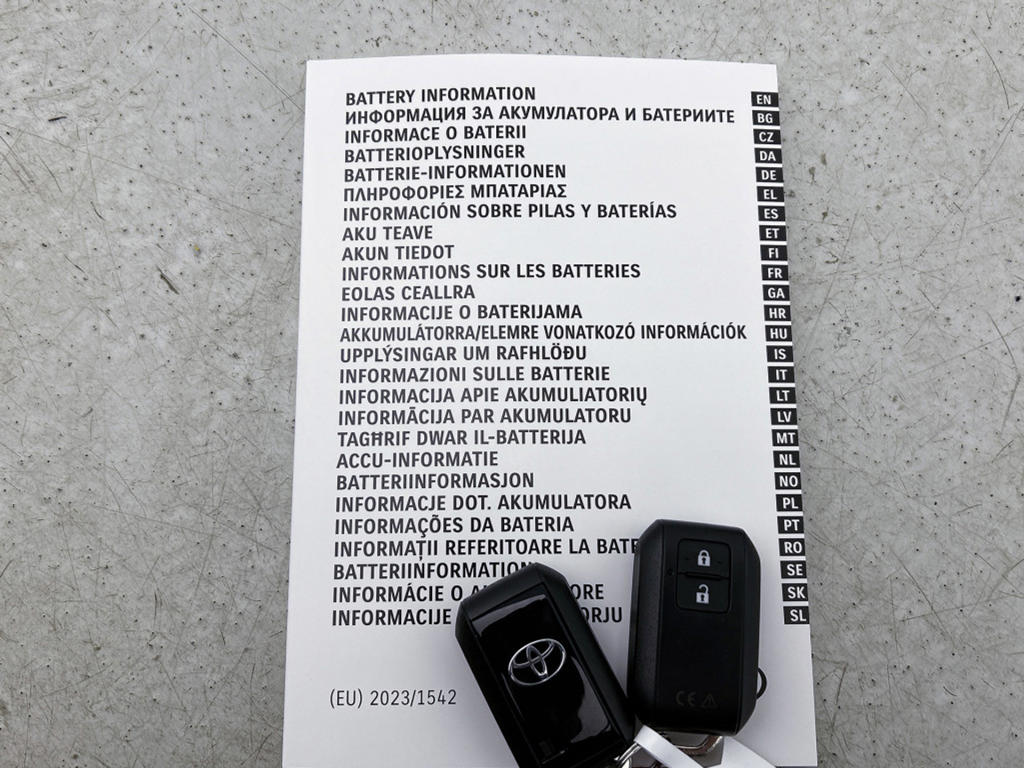 BATTERY INFORMATION EN
ИНФОРМАЦИЯ ЗА АКУМУЛАТОРА И БАТЕРИИТЕ BG
INFORMACE O BATERII CZ
BATTERIOPLYSNINGER DA
BATTERIE-INFORMATIONEN DE
ΠΛΗΡΟΦΟΡΙΕΣ ΜΠΑΤΑΡΙΑΣ EL
INFORMACIÓN SOBRE PILAS Y BATERÍAS ES
AKU TEAVE ET
AKUN TIEDOT FI
INFORMATIONS SUR LES BATTERIES FR
EOLAS CEALLRA GA
INFORMACIJE O BATERIJAMA HR
AKKUMULÁTORRA/ELEMRE VONATKOZÓ INFORMÁCIÓK HU
UPPLÝSINGAR UM RAFHLÖÐU IS
INFORMAZIONI SULLE BATTERIE IT
INFORMACIJA APIE AKUMULIATORIŲ LT
INFORMĀCIJA PAR AKUMULATORU LV
TAGĦRIF DWAR IL-BATTERIJA MT
ACCU-INFORMATIE NL
BATTERIINFORMASJON NO
INFORMACJE DOT. AKUMULATORA PL
INFORMAÇÕES DA BATERIA PT
INFORMAȚII REFERITOARE LA RO
BATTERIINFORMATION SE
INFORMÁCIE O SK
INFORMACIJE SL
(EU) 2023/1542
CE